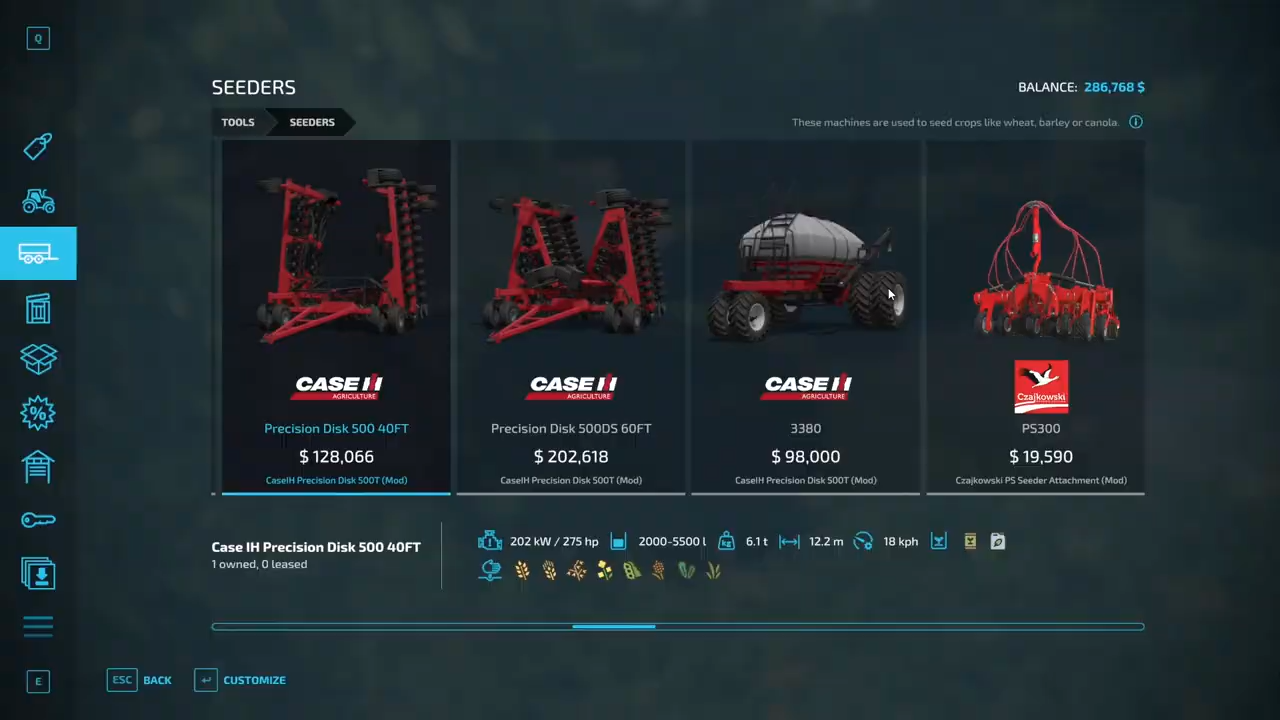 Q
SEEDERS
BALANCE: 286,768 $
TOOLS
SEEDERS
These machines are used to seed crops like wheat, barley or canola.
CASE IH
AGRICULTURE
Precision Disk 500 40FT
$ 128,066
CaseIH Precision Disk 500T (Mod)
CASE IH
AGRICULTURE
Precision Disk 500DS 60FT
$ 202,618
CaseIH Precision Disk 500T (Mod)
CASE IH
AGRICULTURE
3380
$ 98,000
CaseIH Precision Disk 500T (Mod)
Czajkowski
PS300
$ 19,590
Czajkowski PS Seeder Attachment (Mod)
Case IH Precision Disk 500 40FT
1 owned, 0 leased
202 kW / 275 hp
2000-5500 l
kg
6.1 t
12.2 m
18 kph
E
ESC BACK
CUSTOMIZE